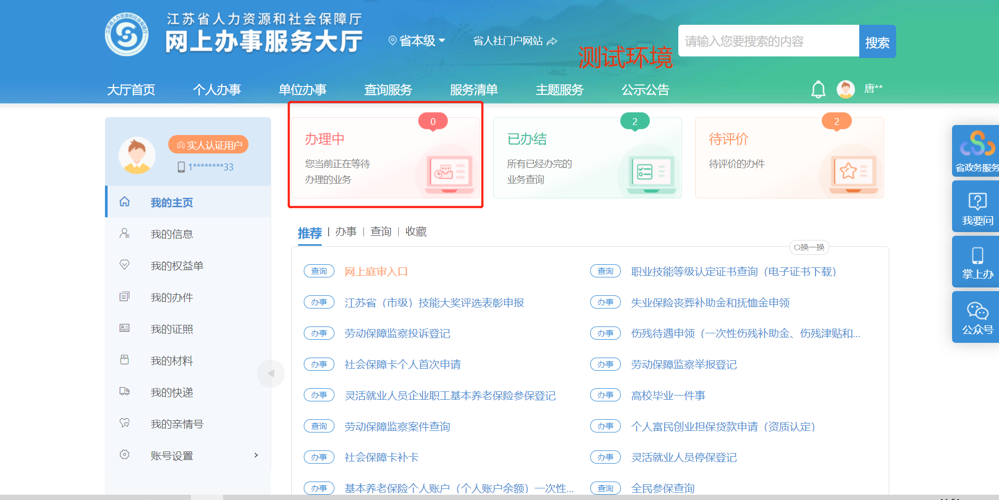 江苏省人力资源和社会保障厅
网上办事服务大厅
省本级
省人社门户网站
测试环境
请输入您要搜索的内容
搜索
大厅首页
个人办事
单位办事
查询服务
服务清单
主题服务
公示公告
唐**
实人认证用户
1********33
我的主页
我的信息
我的权益单
我的办件
我的证照
我的材料
我的快递
我的亲情号
账号设置
0
办理中
您当前正在等待
办理的业务
2
已办结
所有已经办完的
业务查询
2
待评价
待评价的办件
推荐 | 办事 | 查询 | 收藏
换一换
查询 网上庭审入口
查询 职业技能等级认定证书查询（电子证书下载）
办事 江苏省（市级）技能大奖评选表彰申报
办事 失业保险丧葬补助金和抚恤金申领
办事 劳动保障监察投诉登记
办事 伤残待遇申领（一次性伤残补助金、伤残津贴和...
办事 社会保障卡个人首次申请
办事 劳动保障监察举报登记
办事 灵活就业人员企业职工基本养老保险参保登记
办事 高校毕业一件事
查询 劳动保障监察案件查询
办事 个人富民创业担保贷款申请（资质认定）
办事 社会保障卡补卡
办事 灵活就业人员停保登记
办事 基本养老保险个人账户（个人账户余额）一次性...
查询 全民参保查询
省政务服务
我要问
掌上办
公众号